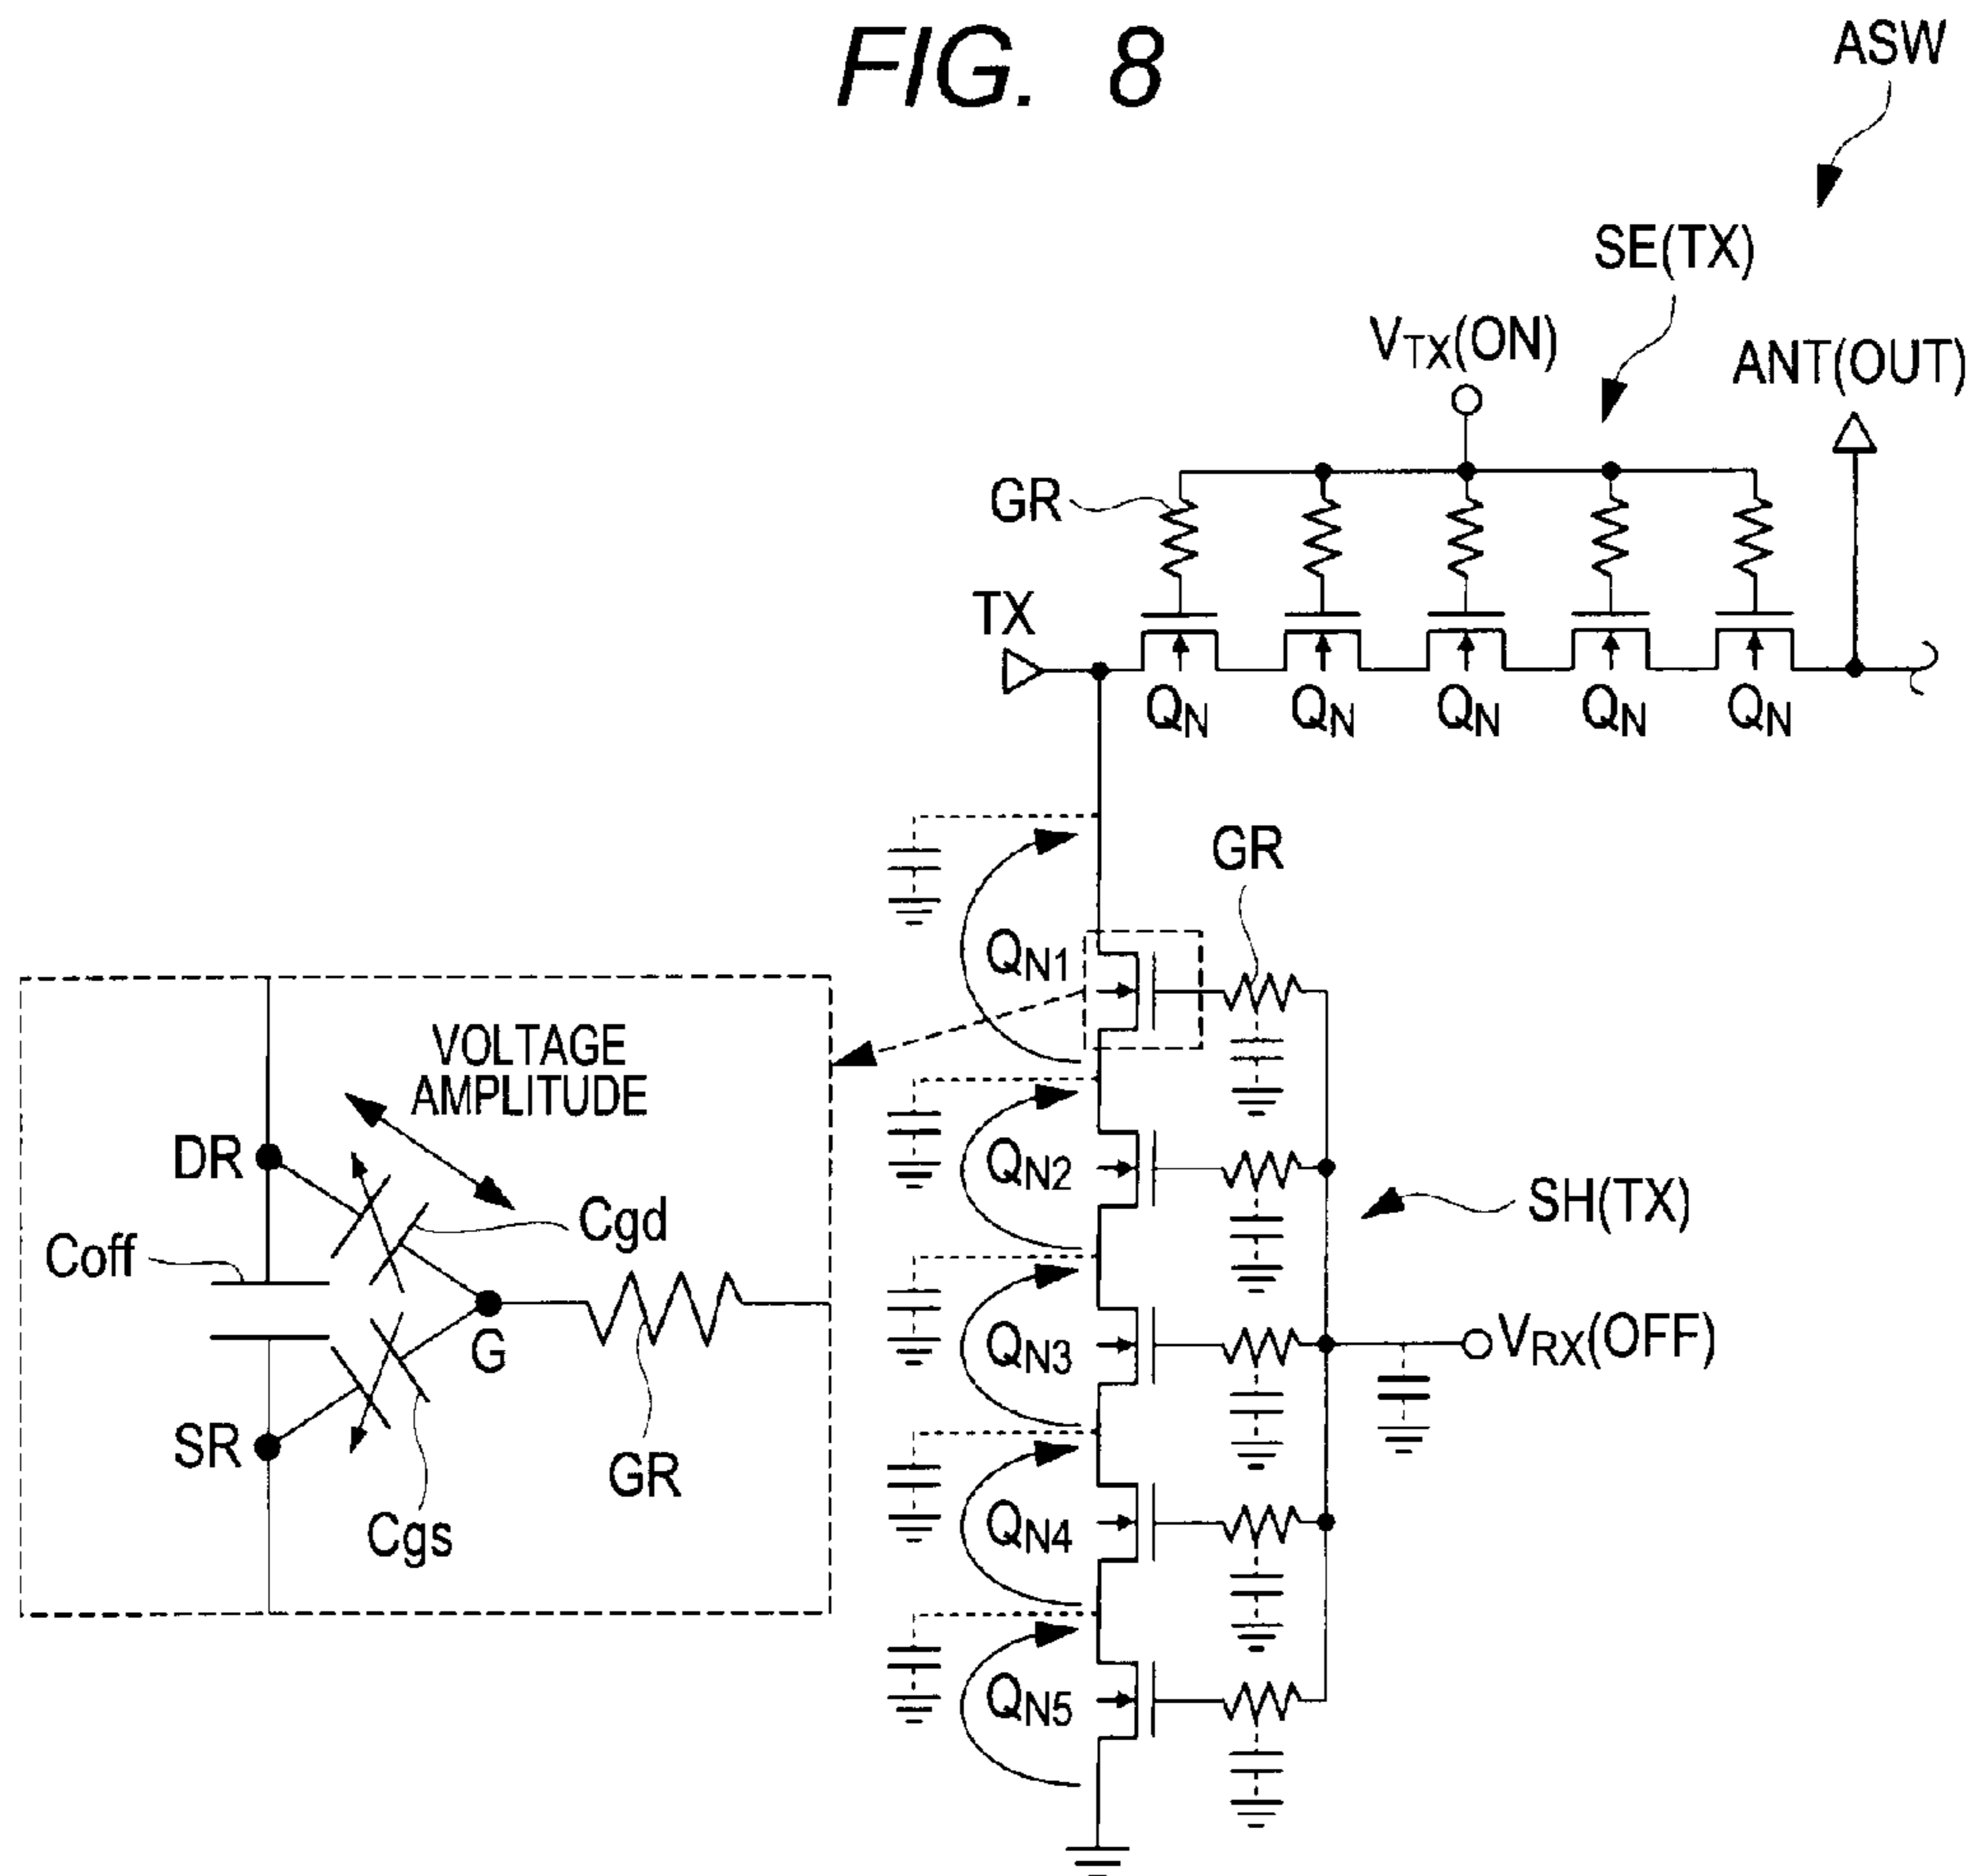 FIG. 8
ASW
SE(TX)
VTX(ON)
ANT(OUT)
GR
TX
QN QN QN QN QN
GR
QN1
VOLTAGE
AMPLITUDE
DR
QN2
Cgd
SH(TX)
Coff
G
QN3
VRX(OFF)
SR
GR
Cgs
QN4
QN5